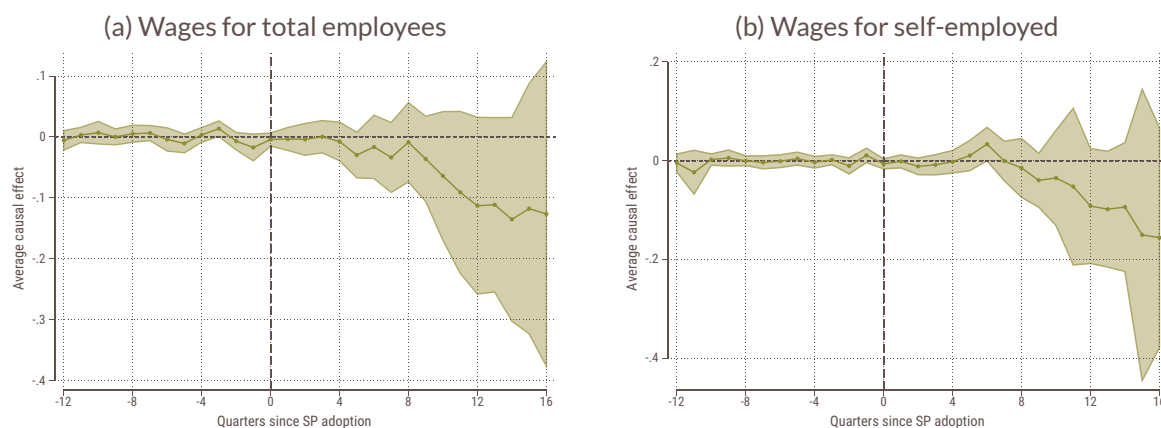 (a) Wages for total employees
.1
0
-.1
-.2
-.3
-.4
Average causal effect
-12 -4 0 4 8 12 16
Quarters since SP adoption
(b) Wages for self-employed
.2
0
-.2
-.4
Average causal effect
-12 -8 -4 0 4 8 12
Quarters since SP adoption